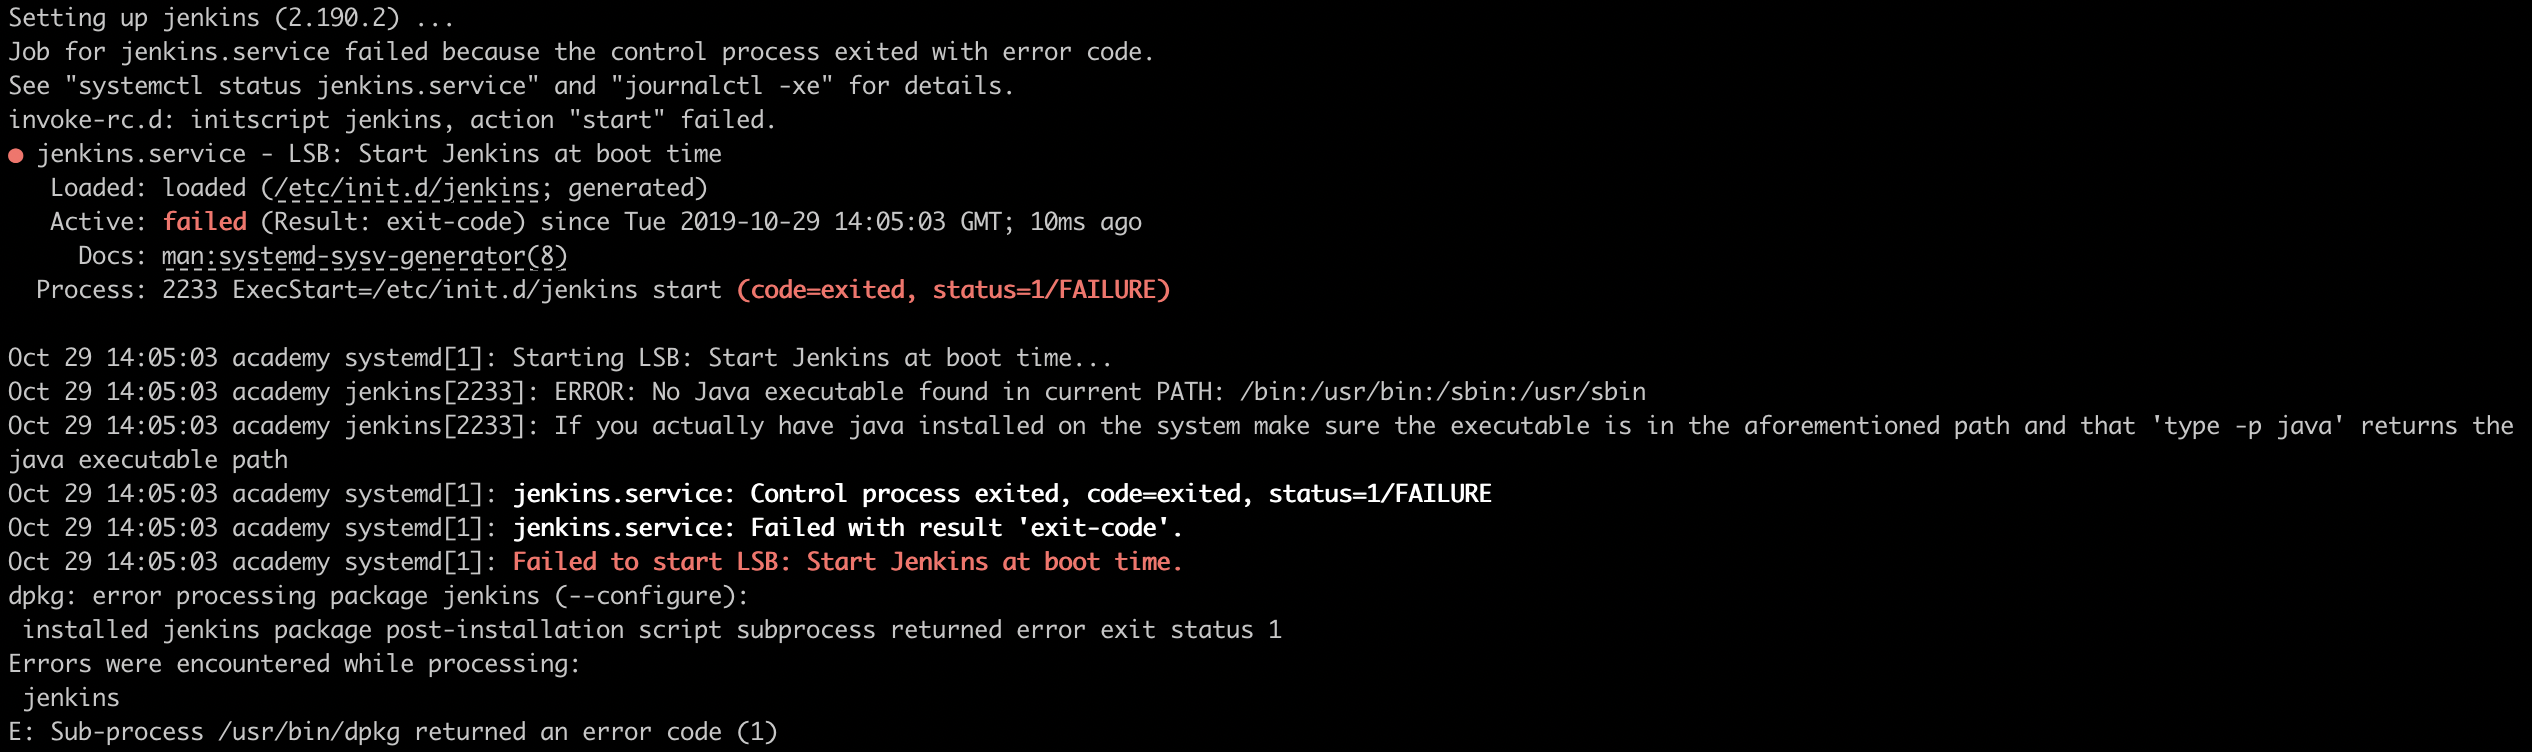 Setting up jenkins (2.190.2) ...
Job for jenkins.service failed because the control process exited with error code.
See "systemctl status jenkins.service" and "journalctl -xe" for details.
invoke-rc.d: initscript jenkins, action "start" failed.
● jenkins.service - LSB: Start Jenkins at boot time
   Loaded: loaded (/etc/init.d/jenkins; generated)
   Active: failed (Result: exit-code) since Tue 2019-10-29 14:05:03 GMT; 10ms ago
     Docs: man:systemd-sysv-generator(8)
  Process: 2233 ExecStart=/etc/init.d/jenkins start (code=exited, status=1/FAILURE)

Oct 29 14:05:03 academy systemd[1]: Starting LSB: Start Jenkins at boot time...
Oct 29 14:05:03 academy jenkins[2233]: ERROR: No Java executable found in current PATH: /bin:/usr/bin:/sbin:/usr/sbin
Oct 29 14:05:03 academy jenkins[2233]: If you actually have java installed on the system make sure the executable is in the aforementioned path and that 'type -p java' returns the
java executable path
Oct 29 14:05:03 academy systemd[1]: jenkins.service: Control process exited, code=exited, status=1/FAILURE
Oct 29 14:05:03 academy systemd[1]: jenkins.service: Failed with result 'exit-code'.
Oct 29 14:05:03 academy systemd[1]: Failed to start LSB: Start Jenkins at boot time.
dpkg: error processing package jenkins (--configure):
 installed jenkins package post-installation script subprocess returned error exit status 1
Errors were encountered while processing:
 jenkins
E: Sub-process /usr/bin/dpkg returned an error code (1)